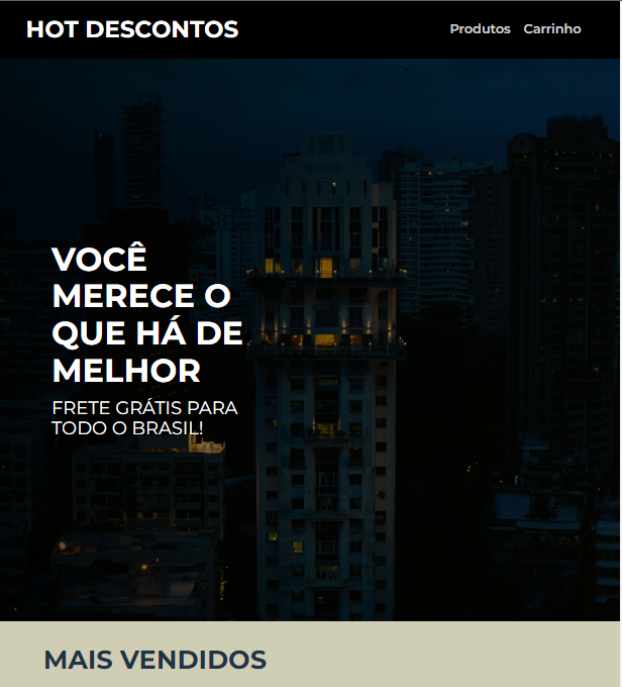 HOT DESCONTOS
Produtos Carrinho
VOCÊ
MERECE O
QUE HÁ DE
MELHOR
FRETE GRÁTIS PARA
TODO O BRASIL!
MAIS VENDIDOS